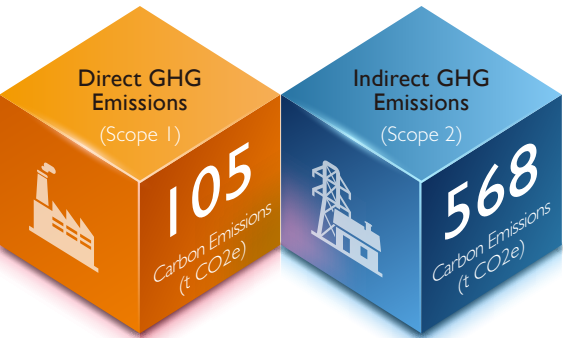 Direct GHG
Emissions
(Scope 1)
105
Carbon Emissions
(t CO2e)
Indirect GHG
Emissions
(Scope 2)
568
Carbon Emissions
(t CO2e)